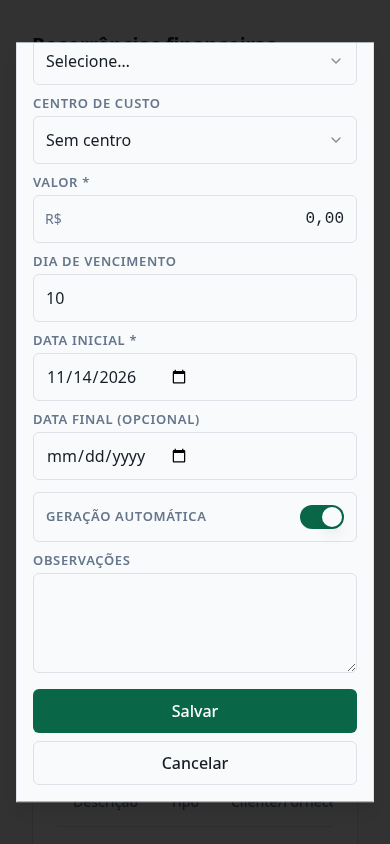 Selecione...
CENTRO DE CUSTO
Sem centro
VALOR *
R$ 0,00
DIA DE VENCIMENTO
10
DATA INICIAL *
11/14/2026
DATA FINAL (OPCIONAL)
mm/dd/yyyy
GERAÇÃO AUTOMÁTICA
OBSERVAÇÕES
Salvar
Cancelar
Descrição Tipo